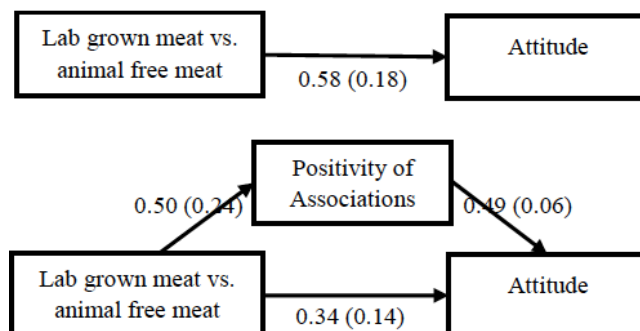 Lab grown meat vs.
animal free meat
Attitude
0.58 (0.18)
Positivity of
Associations
0.50 (0.24)
0.49 (0.06)
Lab grown meat vs.
animal free meat
Attitude
0.34 (0.14)